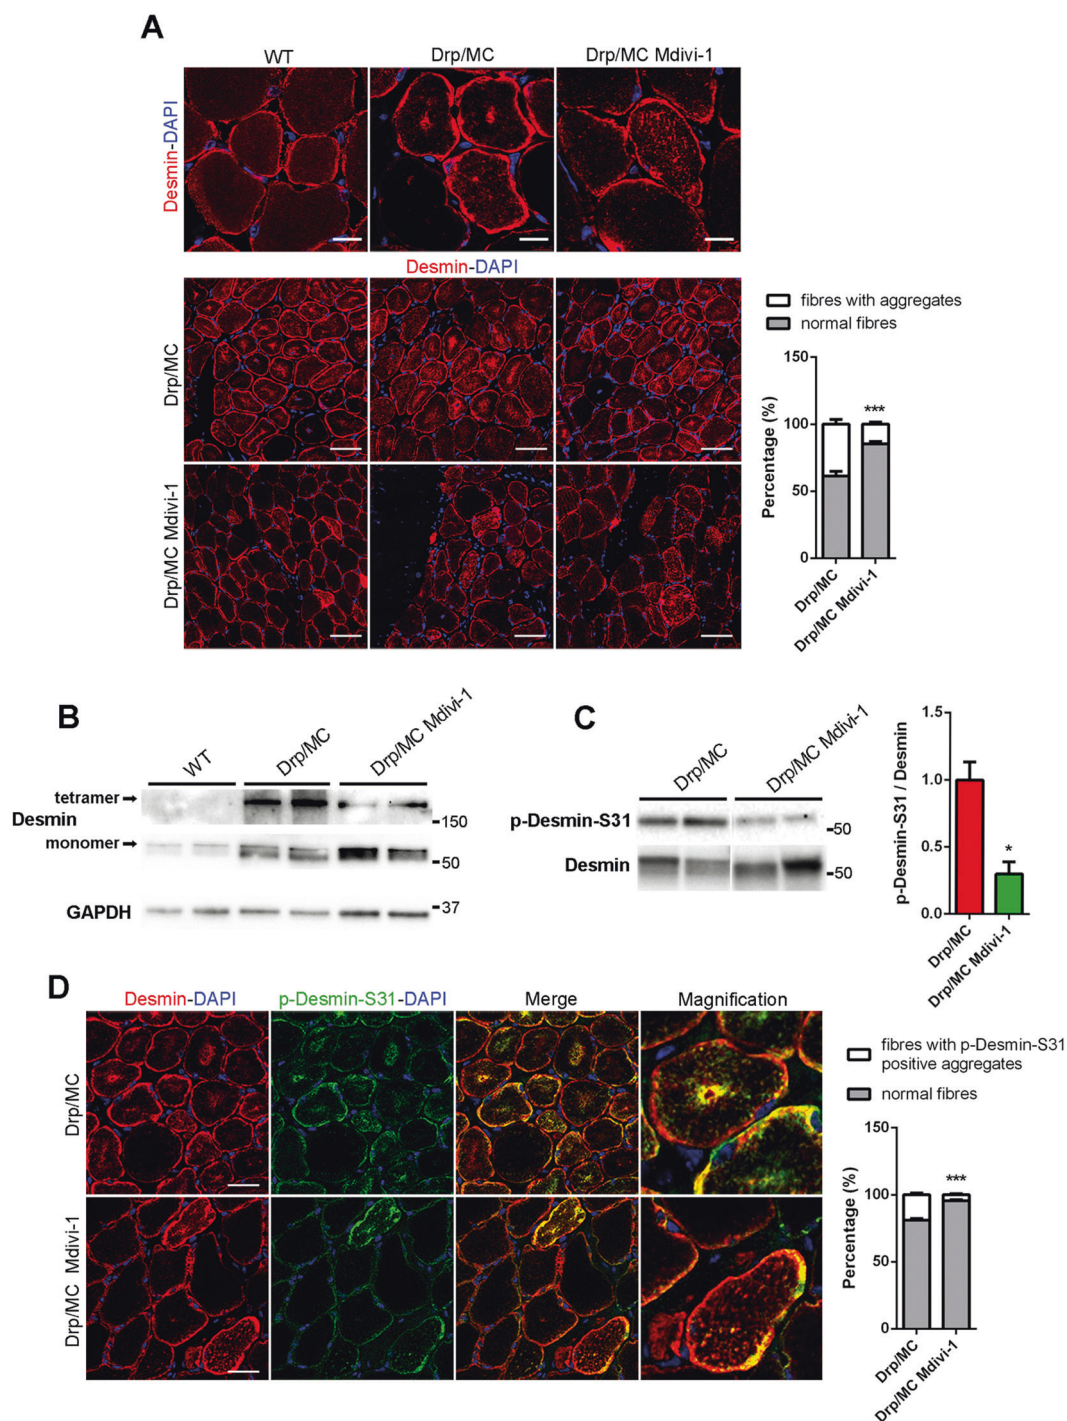 A
WT
Drp/MC
Drp/MC Mdivi-1
Desmin-DAPI
Desmin-DAPI
Drp/MC
Drp/MC Mdivi-1
fibres with aggregates
normal fibres
Percentage (%)
150
100
50
0
***
Drp/MC
Drp/MC Mdivi-1
B
WT
Drp/MC
Drp/MC Mdivi-1
tetramer
Desmin
monomer
GAPDH
150
50
37
C
Drp/MC
Drp/MC Mdivi-1
p-Desmin-S31
Desmin
50
50
p-Desmin-S31 / Desmin
1.5
1.0
0.5
0.0
*
Drp/MC
Drp/MC Mdivi-1
D
Desmin-DAPI
p-Desmin-S31-DAPI
Merge
Magnification
Drp/MC
Drp/MC Mdivi-1
fibres with p-Desmin-S31
positive aggregates
normal fibres
Percentage (%)
150
100
50
0
***
Drp/MC
Drp/MC Mdivi-1